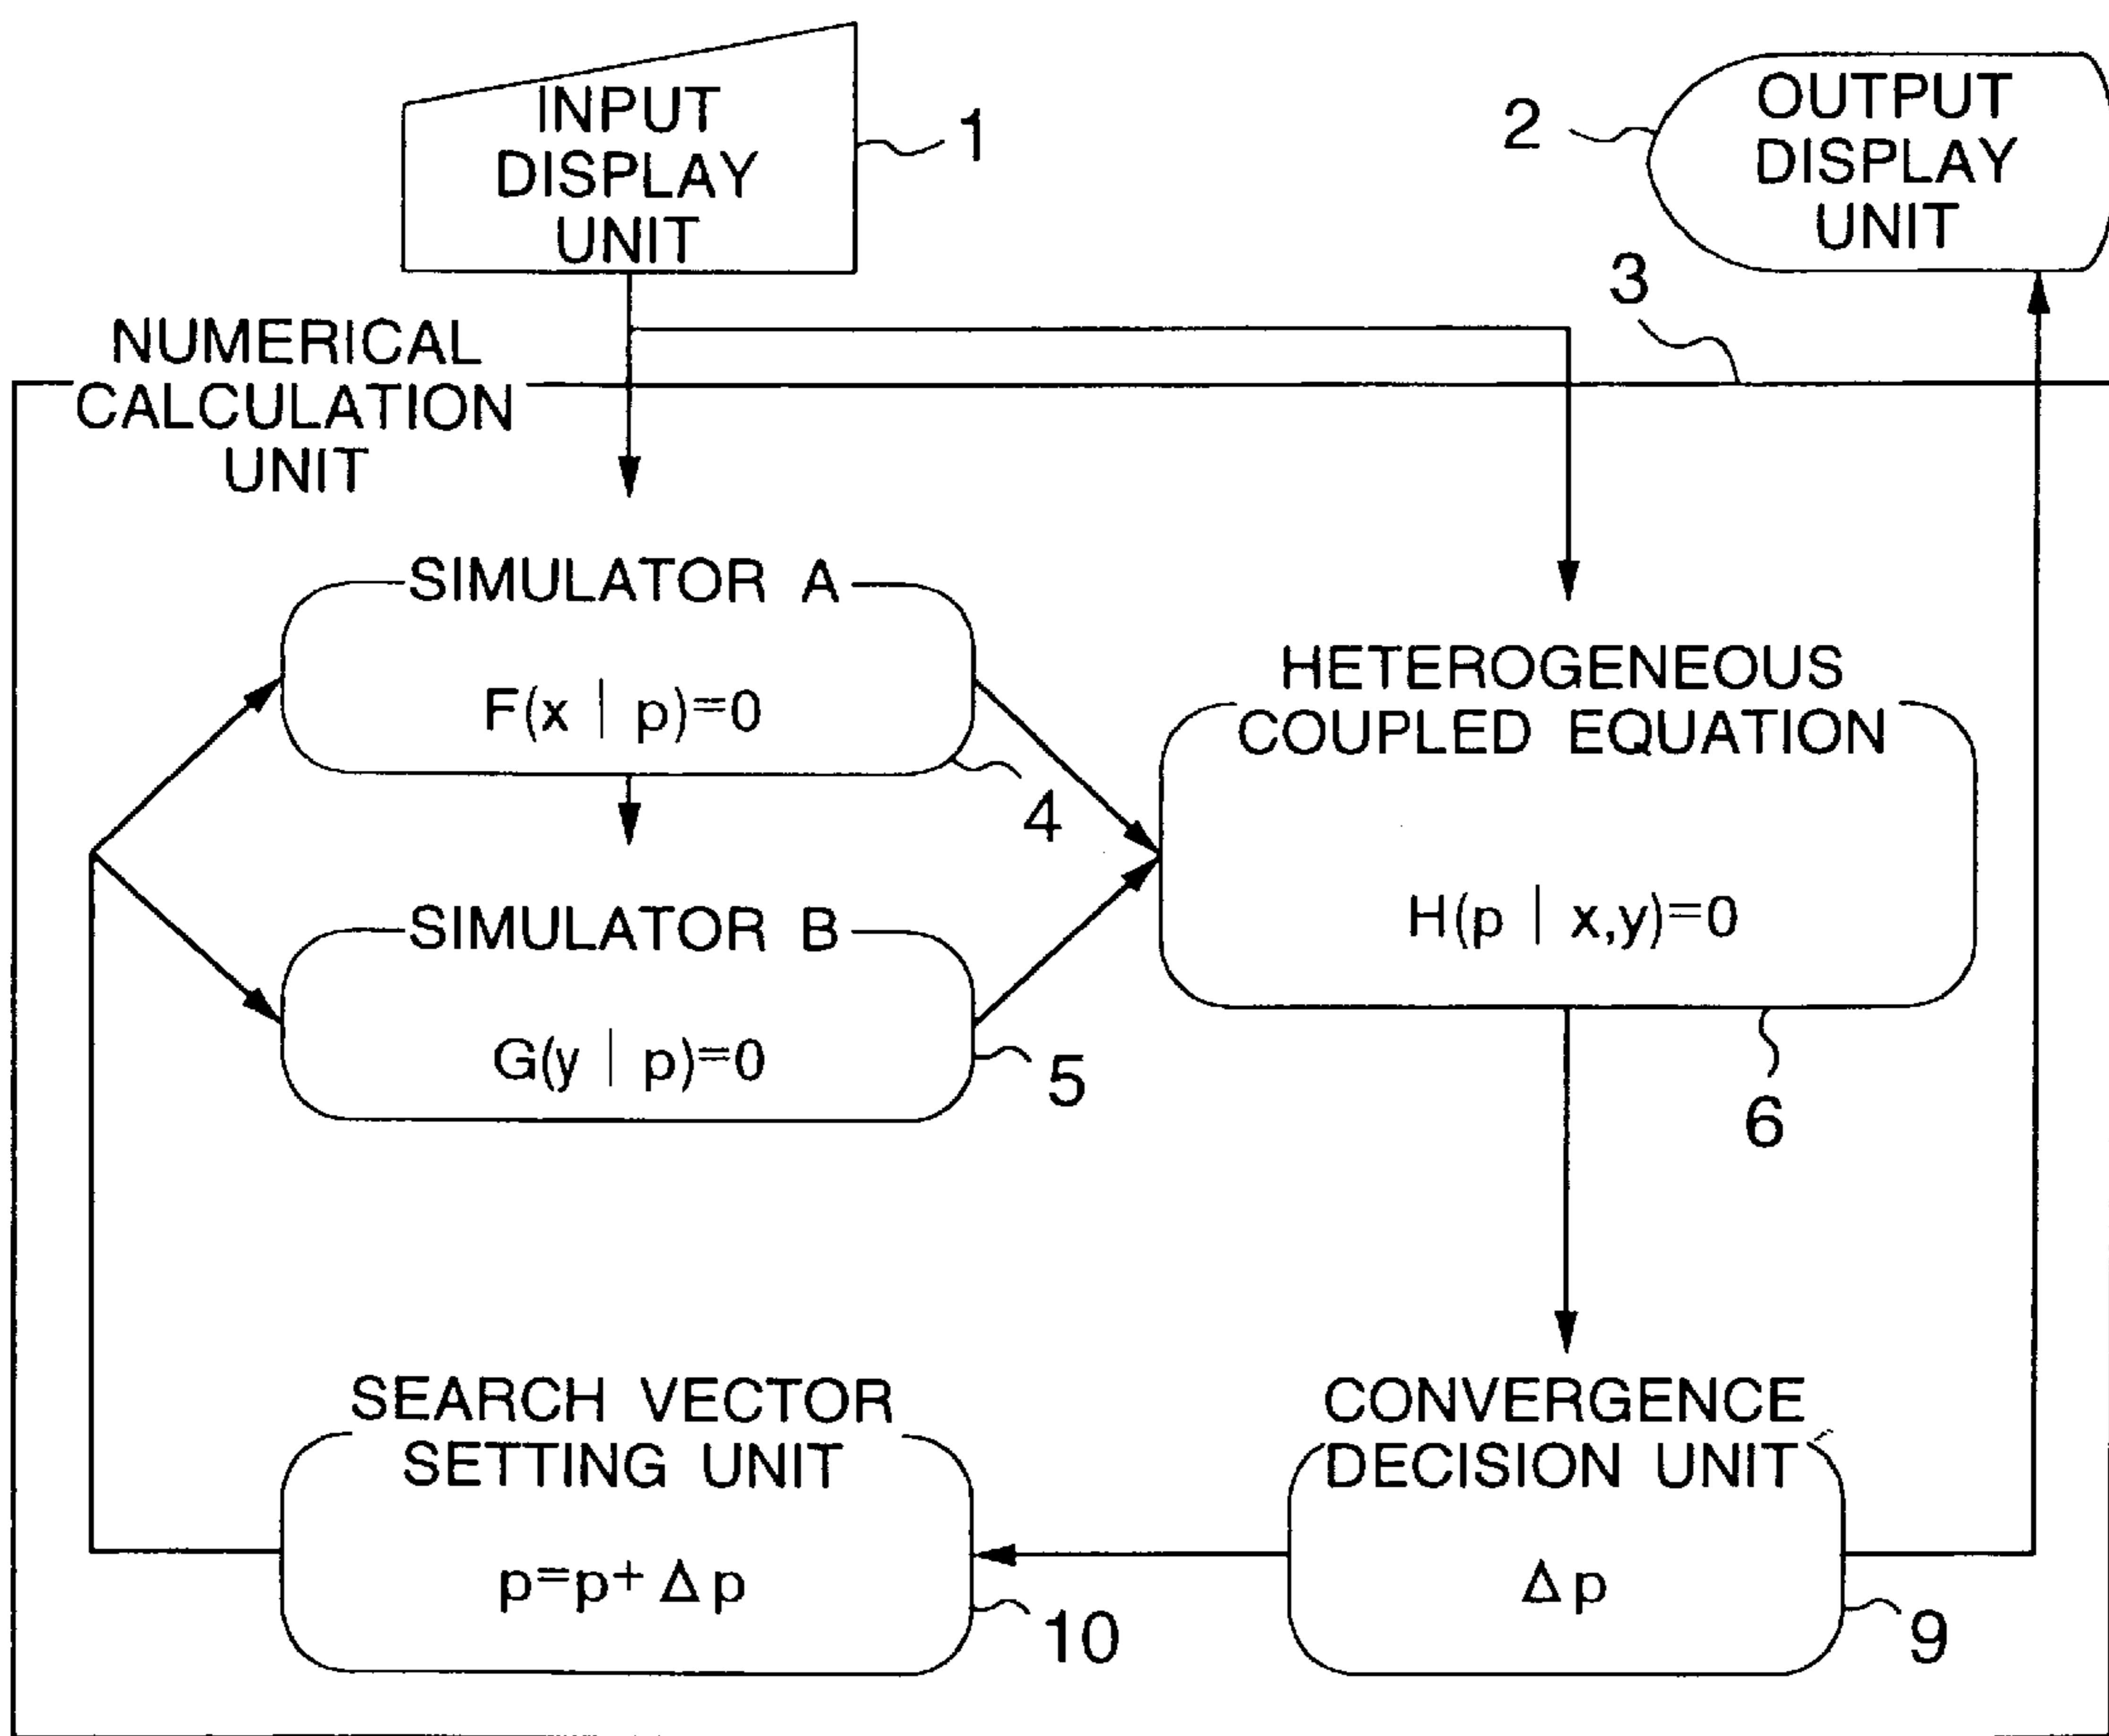 INPUT
DISPLAY
UNIT
1
2
OUTPUT
DISPLAY
UNIT
3
NUMERICAL
CALCULATION
UNIT
SIMULATOR A
F(x | p)=0
4
HETEROGENEOUS
COUPLED EQUATION
H(p | x,y)=0
6
SIMULATOR B
G(y | p)=0
5
SEARCH VECTOR
SETTING UNIT
p=p+ Δp
10
CONVERGENCE
DECISION UNIT
Δp
9